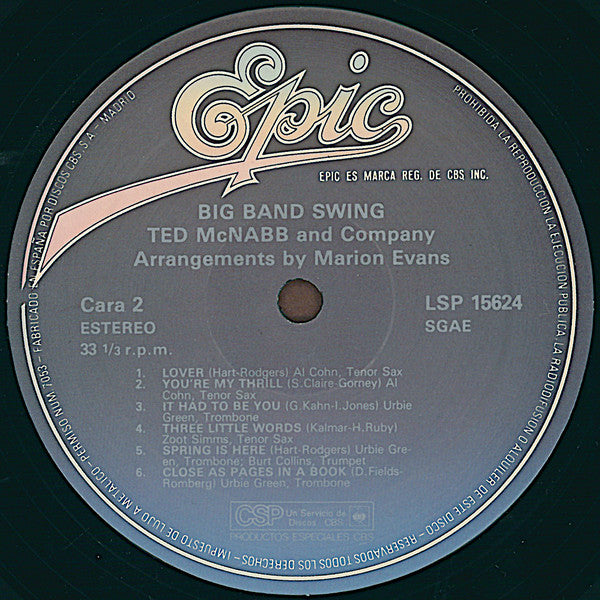 Epic
EPIC ES MARCA REG. DE CBS INC.
BIG BAND SWING
TED McNABB and Company
Arrangements by Marion Evans
Cara 2
ESTEREO
33 1/3 r.p.m.
LSP 15624
SGAE
1. LOVER (Hart-Rodgers) Al Cohn, Tenor Sax
2. YOU'RE MY THRILL (S.Claire-Gorney) Al
Cohn, Tenor Sax
3. IT HAD TO BE YOU (G.Kahn-I.Jones) Urbie
Green, Trombone
4. THREE LITTLE WORDS (Kalmar-H.Ruby)
Zoot Simms, Tenor Sax
5. SPRING IS HERE (Hart-Rodgers) Urbie Gre-
en, Trombone; Burt Collins, Trumpet
6. CLOSE AS PAGES IN A BOOK (D.Fields-
Romberg) Urbie Green, Trombone
CSP Un Servicio de
Discos CBS
PRODUCTOS ESPECIALES CBS
PROHIBIDA LA REPRODUCCION, LA EJECUCION PUBLICA, LA RADIODIFUSION O ALQUILER DE ESTE DISCO - RESERVADOS TODOS LOS DERECHOS - IMPUESTO DE LUJO A METALICO - PERMISO NUM. 7053 - FABRICADO EN ESPAÑA POR DISCOS CBS S.A. - MADRID